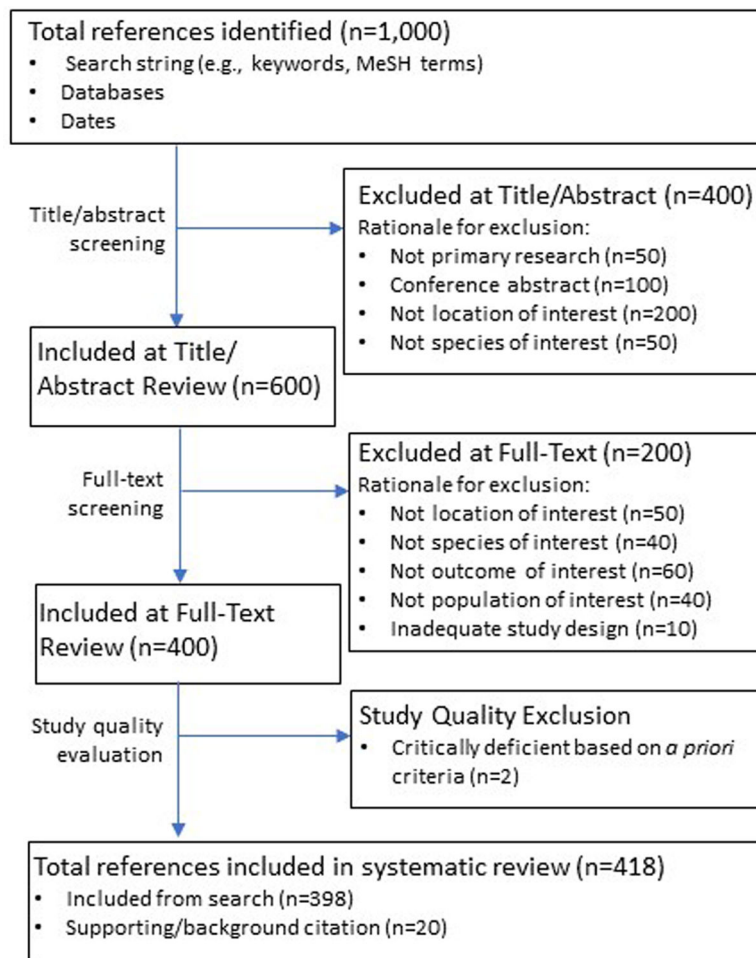 Total references identified (n=1,000)
• Search string (e.g., keywords, MeSH terms)
• Databases
• Dates
Title/abstract
screening
Excluded at Title/Abstract (n=400)
Rationale for exclusion:
• Not primary research (n=50)
• Conference abstract (n=100)
• Not location of interest (n=200)
• Not species of interest (n=50)
Included at Title/
Abstract Review (n=600)
Full-text
screening
Excluded at Full-Text (n=200)
Rationale for exclusion:
• Not location of interest (n=50)
• Not species of interest (n=40)
• Not outcome of interest (n=60)
• Not population of interest (n=40)
• Inadequate study design (n=10)
Included at Full-Text
Review (n=400)
Study quality
evaluation
Study Quality Exclusion
• Critically deficient based on a priori
criteria (n=2)
Total references included in systematic review (n=418)
• Included from search (n=398)
• Supporting/background citation (n=20)